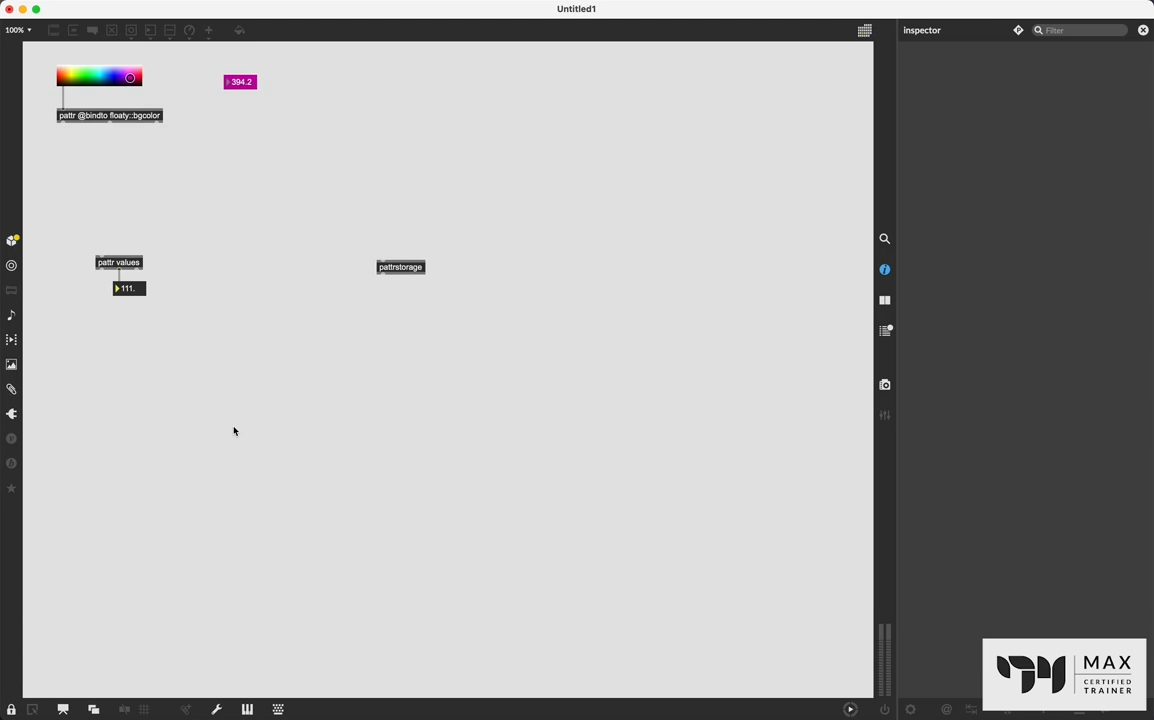 Untitled1
100%
inspector
Filter
394.2
pattr @bindto floaty::bgcolor
pattr values
111.
pattrstorage
MAX
CERTIFIED
TRAINER